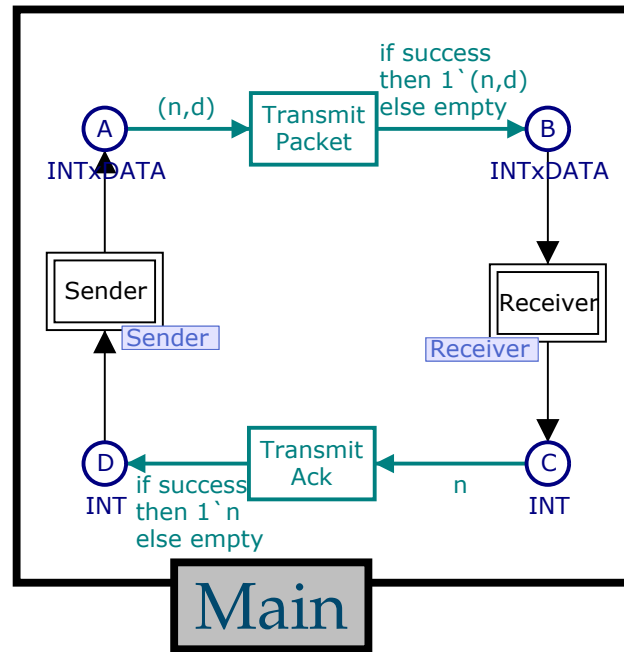 if success
then 1`(n,d)
else empty
(n,d)
A
Transmit
Packet
B
INTxDATA
INTxDATA
Sender
Sender
Receiver
Receiver
D
Transmit
Ack
C
INT
if success
then 1`n
else empty
n
INT
Main